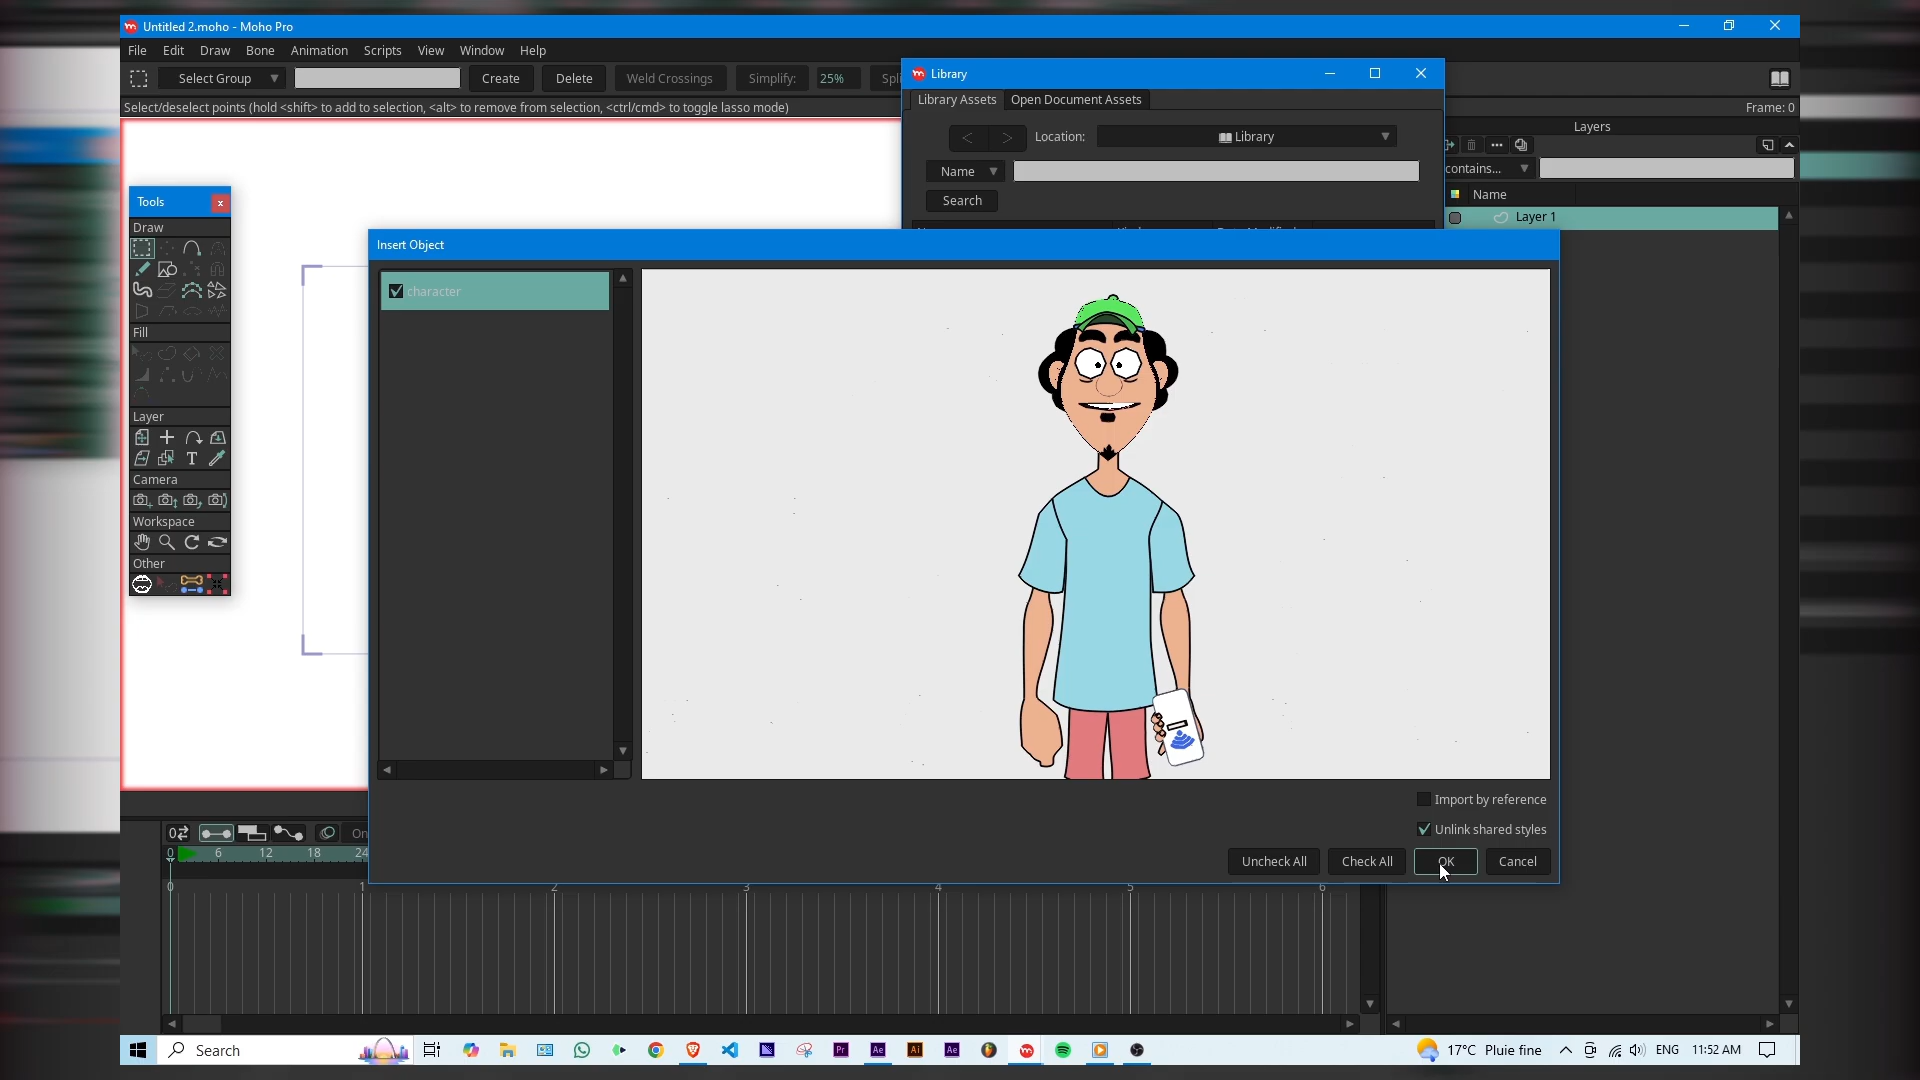 Untitled 2.moho - Moho Pro
File Edit Draw Bone Animation Scripts View Window Help
Select Group Create Delete Weld Crossings Simplify: 25%
Select/deselect points (hold <shift> to add to selection, <alt> to remove from selection, <ctrl/cmd> to toggle lasso mode)
Frame: 0
Library
Library Assets Open Document Assets
Location: Library
Name
Search
Layers
contains...
Name
Layer 1
Tools
Draw
Fill
Layer
Camera
Workspace
Other
Insert Object
character
Import by reference
Unlink shared styles
Uncheck All Check All OK Cancel
0 6 12 18 24
0 1 2 3 4 5 6
Search
Pr Ae Ai Ae
17°C Pluie fine ENG 11:52 AM